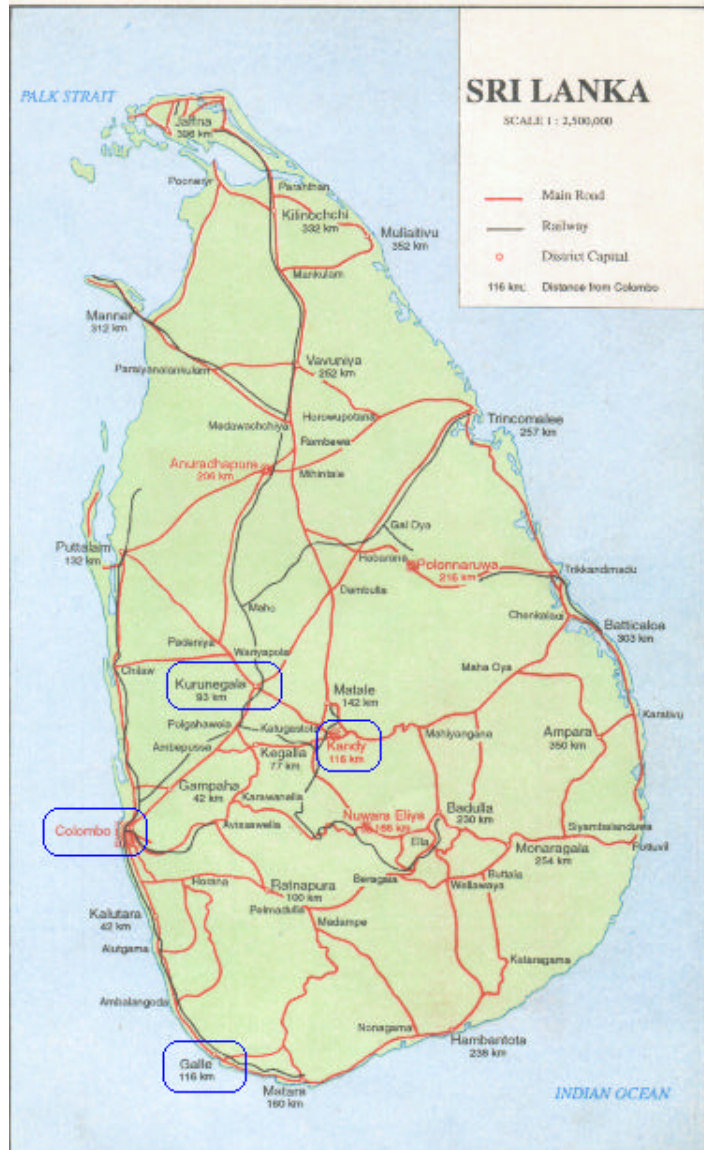 PALK STRAIT
SRI LANKA
SCALE 1 : 2,500,000
Main Road
Railway
District Capital
116 km: Distance from Colombo
Jaffna
396 km
Pooneryn
Paranthan
Kilinochchi
332 km
Mullaitivu
352 km
Mankulam
Mannar
312 km
Vavuniya
252 km
Medawachchiya
Horowupotana
Rambewa
Trincomalee
257 km
Anuradhapura
206 km
Mihintale
Gal Oya
Puttalam
132 km
Habarana
Polonnaruwa
216 km
Trikkandimadu
Dambulla
Maho
Chenkaladi
Batticaloa
303 km
Padeniya
Wariyapola
Chilaw
Maha Oya
Kurunegala
93 km
Matale
142 km
Polgahawela
Katugastota
Kandy
116 km
Mahiyangana
Ampara
350 km
Karativu
Ambepussa
Kegalla
77 km
Gampaha
42 km
Karawanella
Colombo
Avissawella
Nuwara Eliya
166 km
Badulla
230 km
Ella
Siyambalanduwa
Monaragala
254 km
Pottuvil
Horana
Ratnapura
100 km
Beragala
Buttala
Wellawaya
Kalutara
42 km
Pelmadulla
Madampe
Alutgama
Kataragama
Ambalangoda
Nonagama
Hambantota
238 km
Galle
116 km
Matara
160 km
INDIAN OCEAN